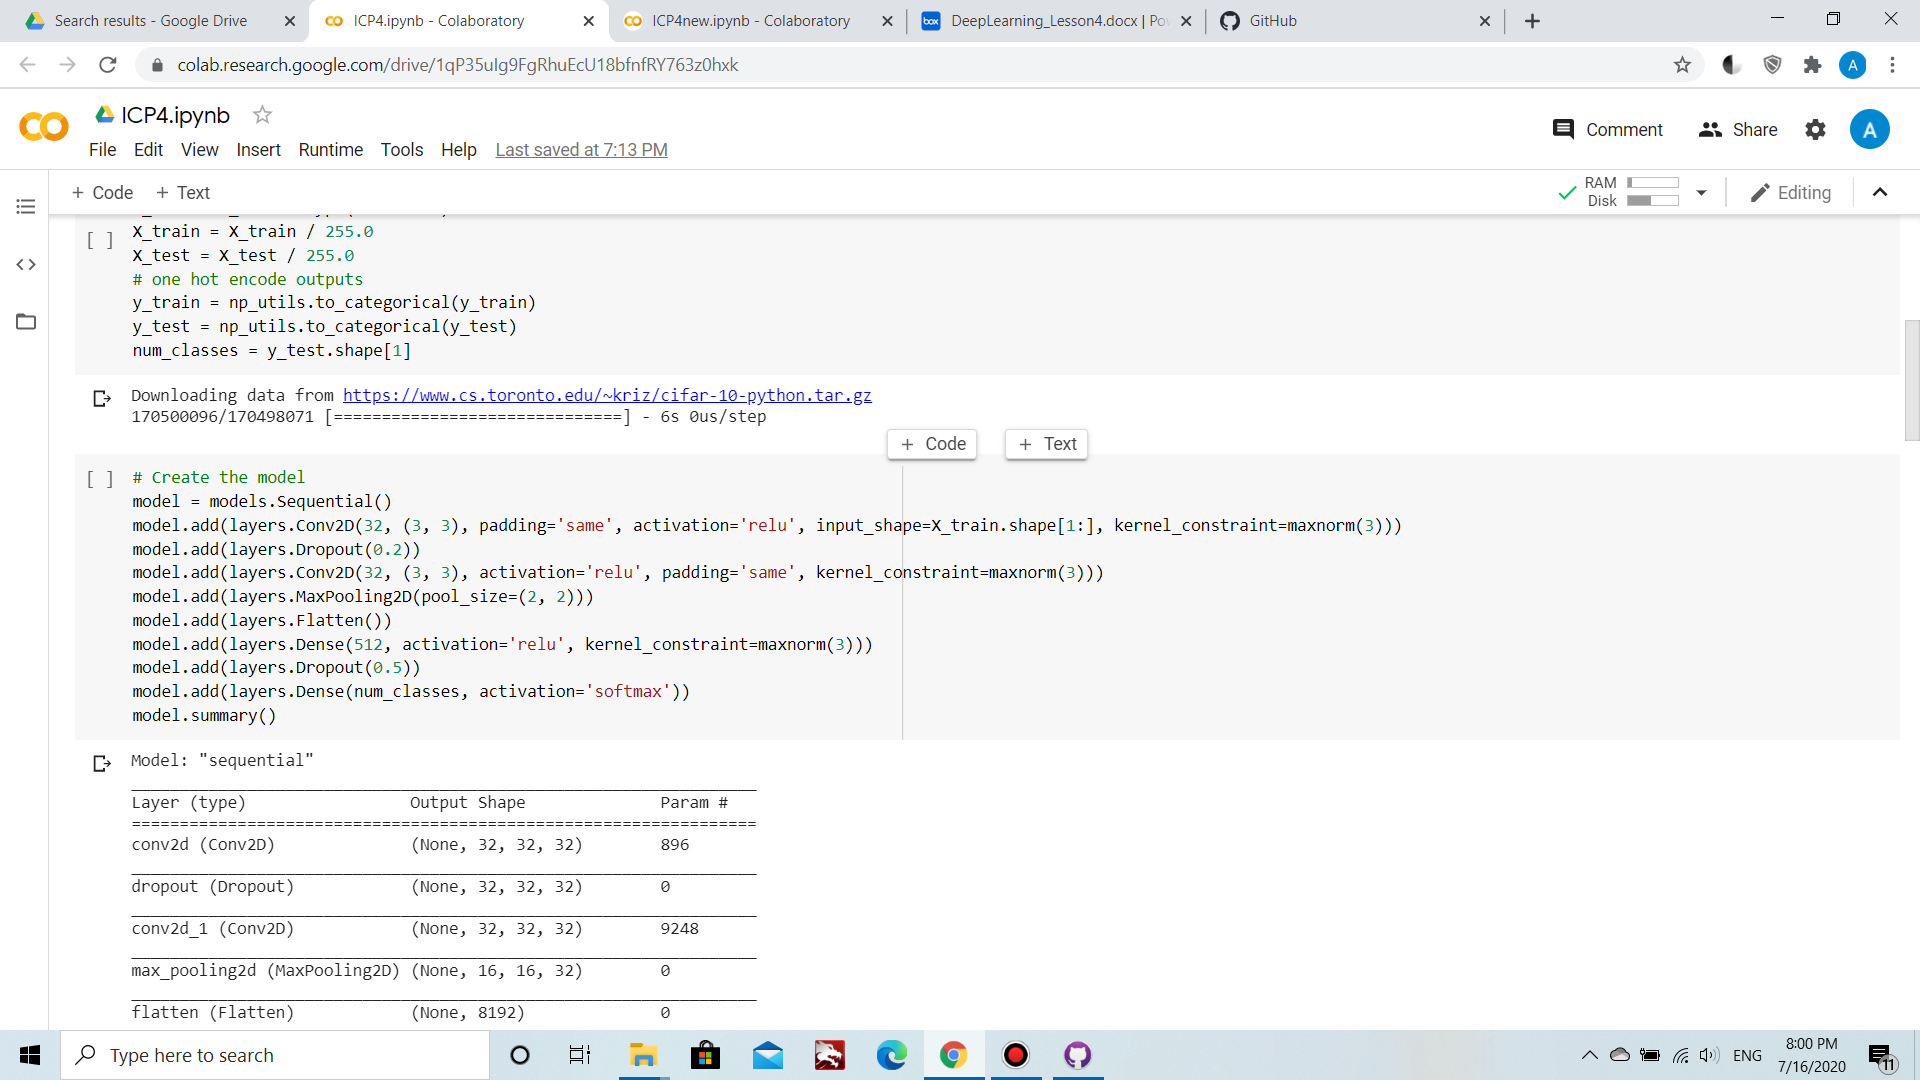 Search results - Google Drive
ICP4.ipynb - Colaboratory
ICP4new.ipynb - Colaboratory
DeepLearning_Lesson4.docx | Po
GitHub
colab.research.google.com/drive/1qP35uIg9FgRhuEcU18bfnfRY763z0hxk
A
ICP4.ipynb
Comment
Share
A
File Edit View Insert Runtime Tools Help Last saved at 7:13 PM
+ Code + Text
RAM
Disk
Editing
[ ]
X_train = X_train / 255.0
X_test = X_test / 255.0
# one hot encode outputs
y_train = np_utils.to_categorical(y_train)
y_test = np_utils.to_categorical(y_test)
num_classes = y_test.shape[1]
Downloading data from https://www.cs.toronto.edu/~kriz/cifar-10-python.tar.gz
170500096/170498071 [==============================] - 6s 0us/step
+ Code + Text
[ ]
# Create the model
model = models.Sequential()
model.add(layers.Conv2D(32, (3, 3), padding='same', activation='relu', input_shape=X_train.shape[1:], kernel_constraint=maxnorm(3)))
model.add(layers.Dropout(0.2))
model.add(layers.Conv2D(32, (3, 3), activation='relu', padding='same', kernel_constraint=maxnorm(3)))
model.add(layers.MaxPooling2D(pool_size=(2, 2)))
model.add(layers.Flatten())
model.add(layers.Dense(512, activation='relu', kernel_constraint=maxnorm(3)))
model.add(layers.Dropout(0.5))
model.add(layers.Dense(num_classes, activation='softmax'))
model.summary()
Model: "sequential"
_________________________________________________________________
Layer (type) Output Shape Param #
=================================================================
conv2d (Conv2D) (None, 32, 32, 32) 896
_________________________________________________________________
dropout (Dropout) (None, 32, 32, 32) 0
_________________________________________________________________
conv2d_1 (Conv2D) (None, 32, 32, 32) 9248
_________________________________________________________________
max_pooling2d (MaxPooling2D) (None, 16, 16, 32) 0
_________________________________________________________________
flatten (Flatten) (None, 8192) 0
Type here to search
ENG
8:00 PM
7/16/2020
11